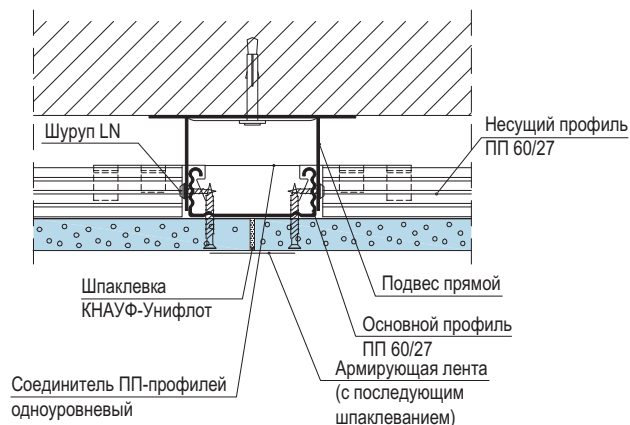 Шуруп LN
Несущий профиль
ПП 60/27
Шпаклевка
КНАУФ-Унифлот
Подвес прямой
Основной профиль
ПП 60/27
Соединитель ПП-профилей
одноуровневый
Армирующая лента
(с последующим
шпаклеванием)